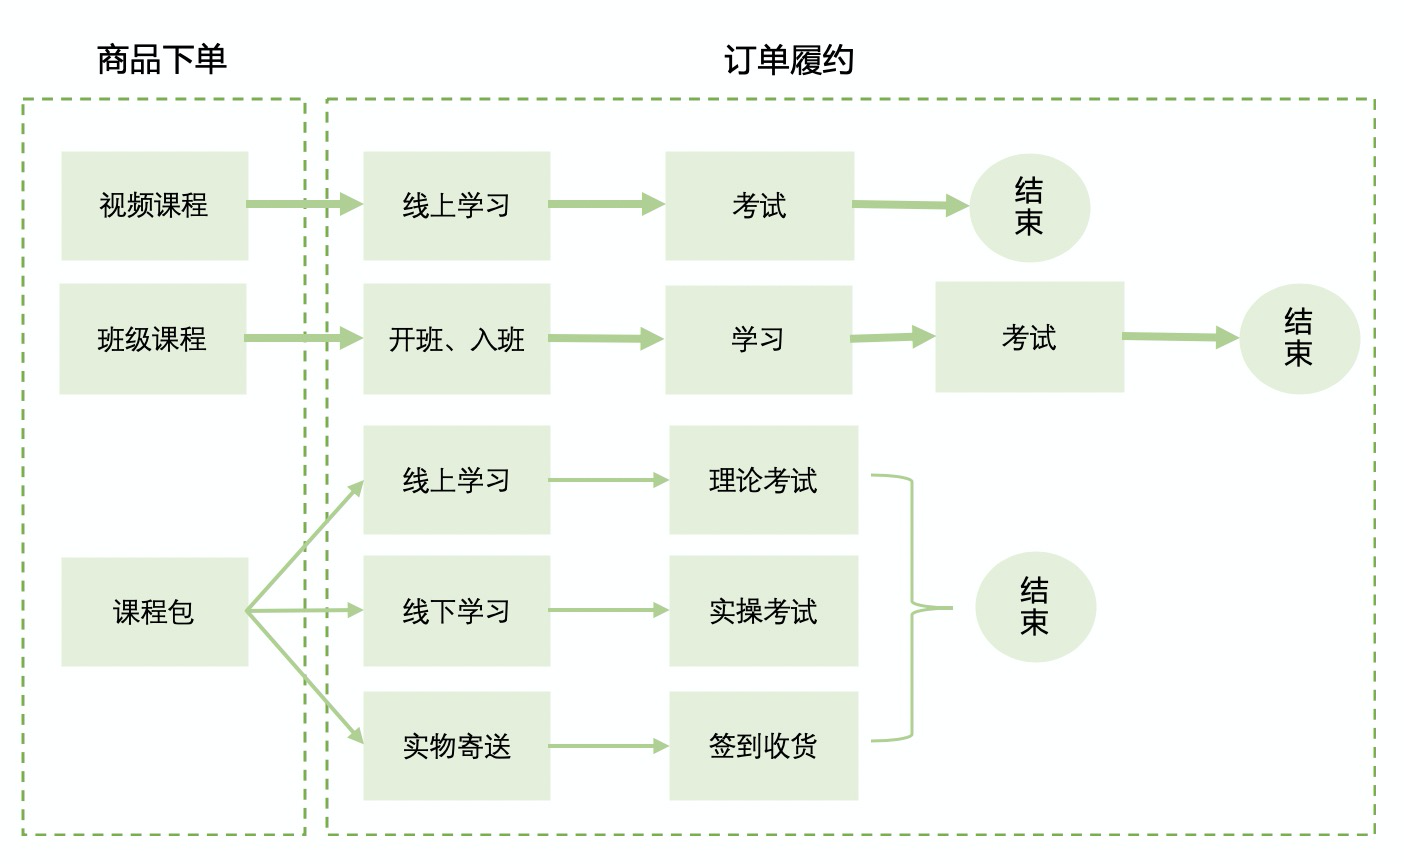 商品下单
订单履约
视频课程
线上学习
考试
结
束
班级课程
开班、入班
学习
考试
结
束
线上学习
理论考试
课程包
线下学习
实操考试
结
束
实物寄送
签到收货